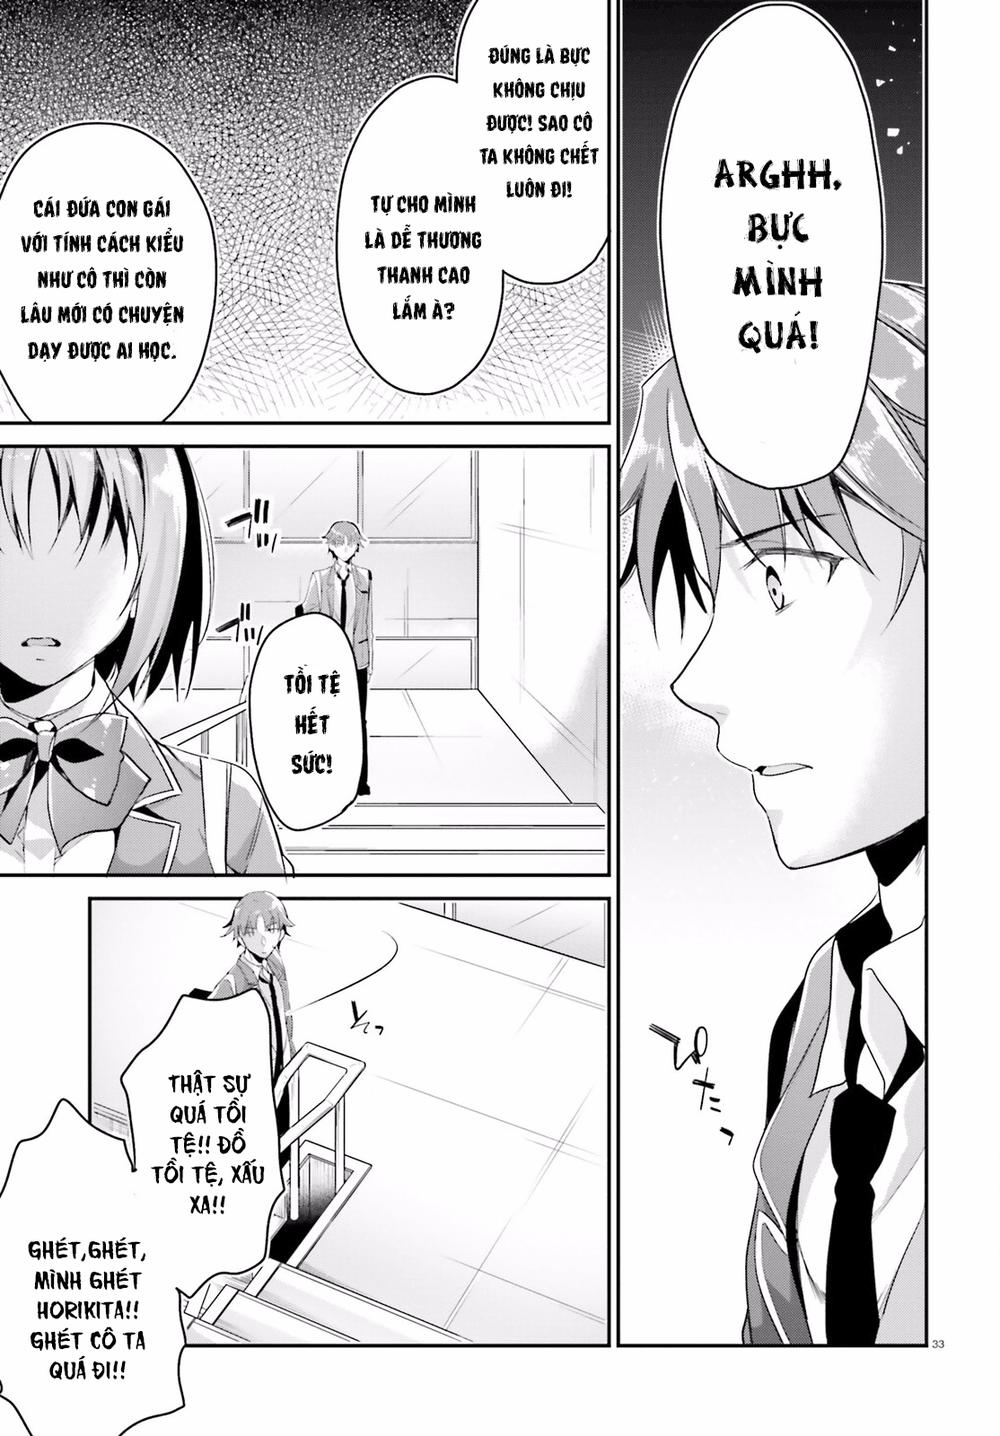 ARGHH,
BỰC
MÌNH
QUÁ!
ĐÚNG LÀ BỰC
KHÔNG CHỊU
ĐƯỢC! SAO CÔ
TA KHÔNG CHẾT
LUÔN ĐI!
TỰ CHO MÌNH
LÀ DỄ THƯƠNG
THANH CAO
LẮM À?
CÁI ĐỨA CON GÁI
VỚI TÍNH CÁCH KIỂU
NHƯ CÔ THÌ CÒN
LÂU MỚI CÓ CHUYỆN
DẠY ĐƯỢC AI HỌC.
TỒI TỆ
HẾT
SỨC!
THẬT SỰ
QUÁ TỒI
TỆ!! ĐỒ
TỒI TỆ, XẤU
XA!!
GHÉT,GHÉT,
MÌNH GHÉT
HORIKITA!!
GHÉT CÔ TA
QUÁ ĐI!!
33